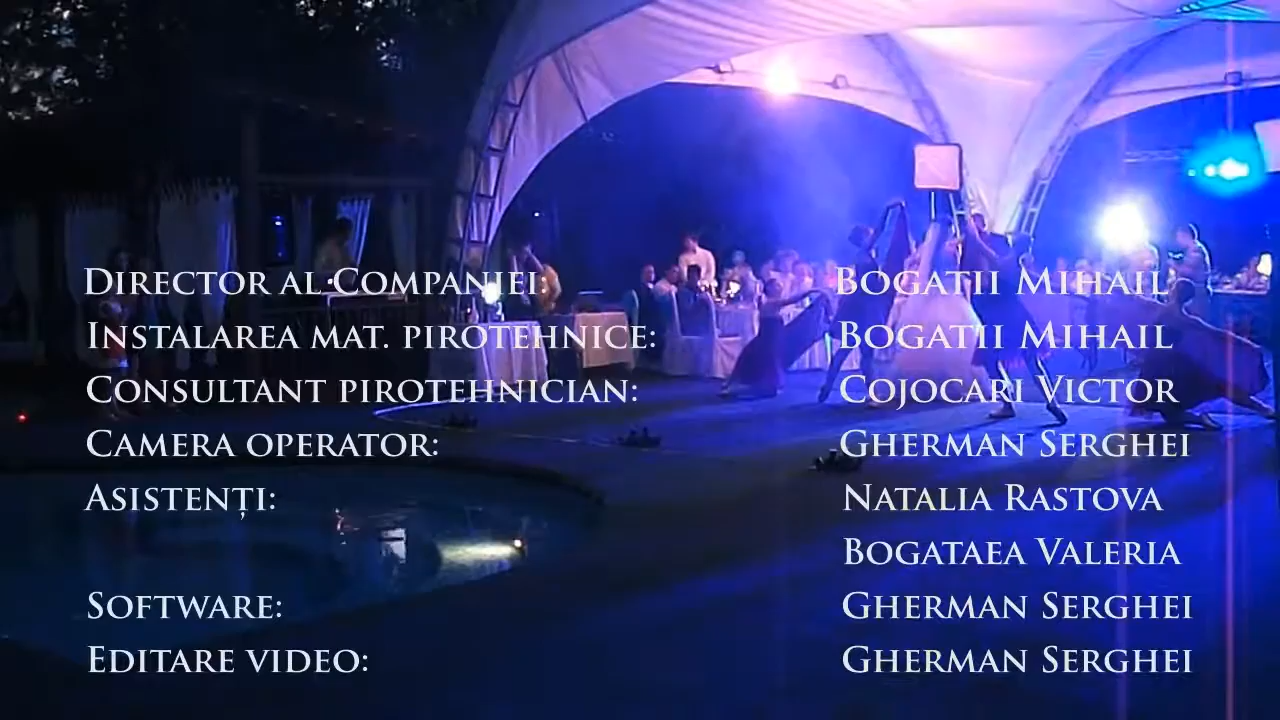 Director al Companiei: Bogatii Mihail
Instalarea mat. pirotehnice: Bogatii Mihail
Consultant pirotehnician: Cojocari Victor
Camera operator: Gherman Serghei
Asistenți: Natalia Rastova
Bogataea Valeria
Software: Gherman Serghei
Editare video: Gherman Serghei